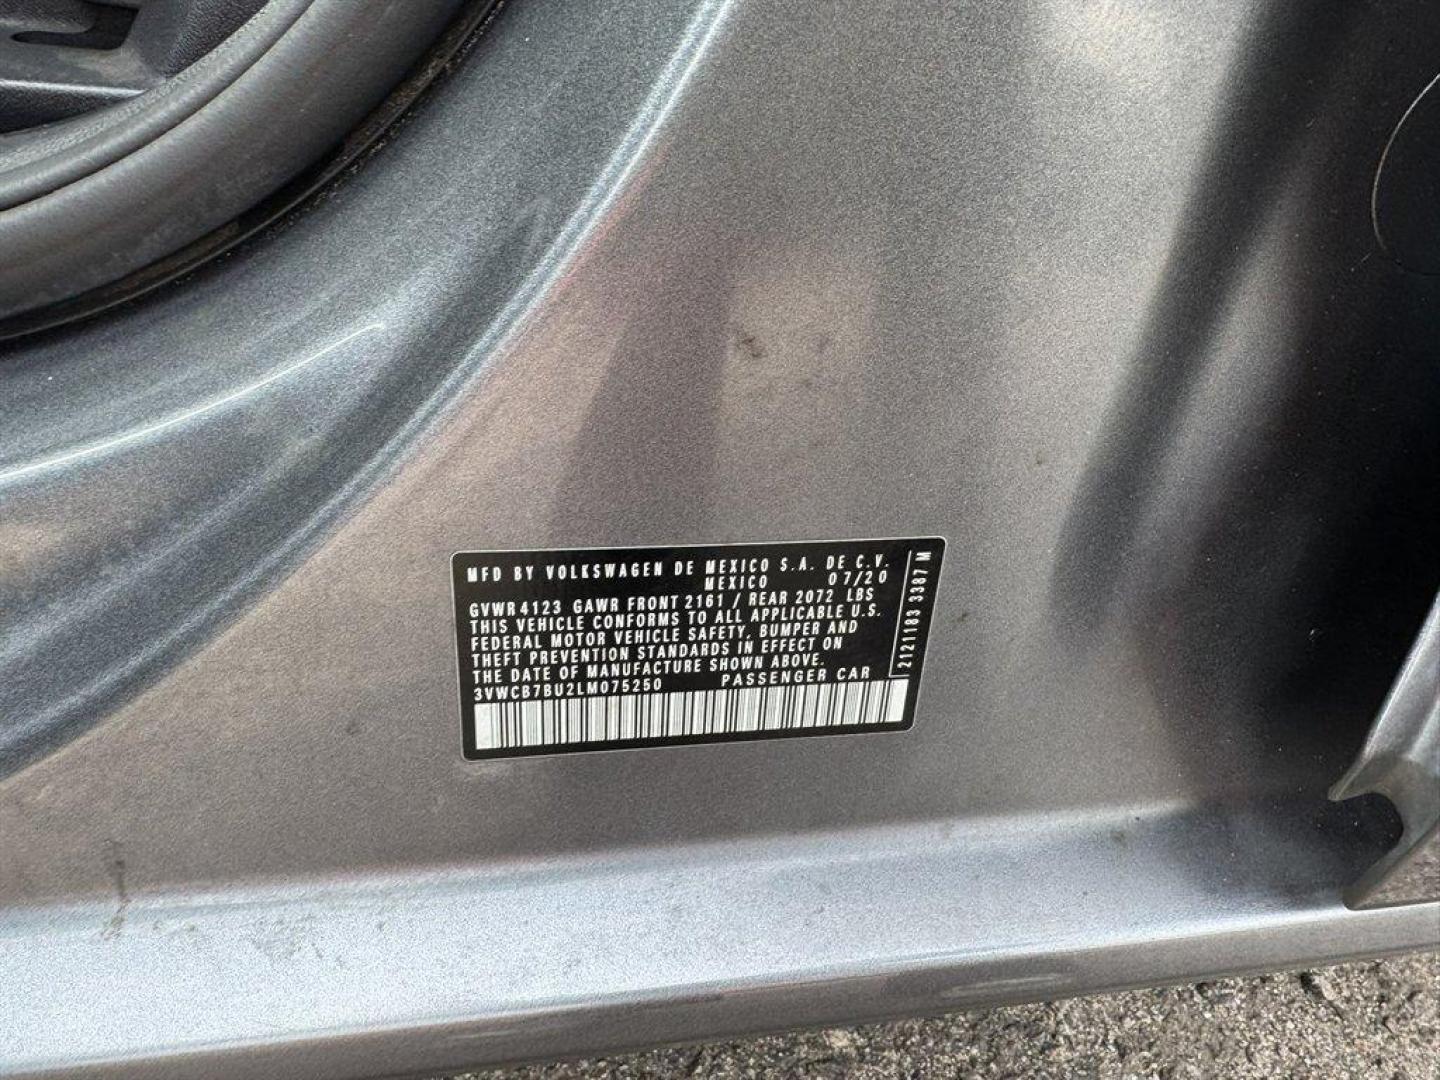 MFD BY VOLKSWAGEN DE MEXICO S.A. DE C.V.
MEXICO 07/20
GVWR 4123 GAWR FRONT 2161 / REAR 2072 LBS
THIS VEHICLE CONFORMS TO ALL APPLICABLE U.S.
FEDERAL MOTOR VEHICLE SAFETY, BUMPER AND
THEFT PREVENTION STANDARDS IN EFFECT ON
THE DATE OF MANUFACTURE SHOWN ABOVE.
3VWCB7BU2LM075250 PASSENGER CAR
2121183 3387 M